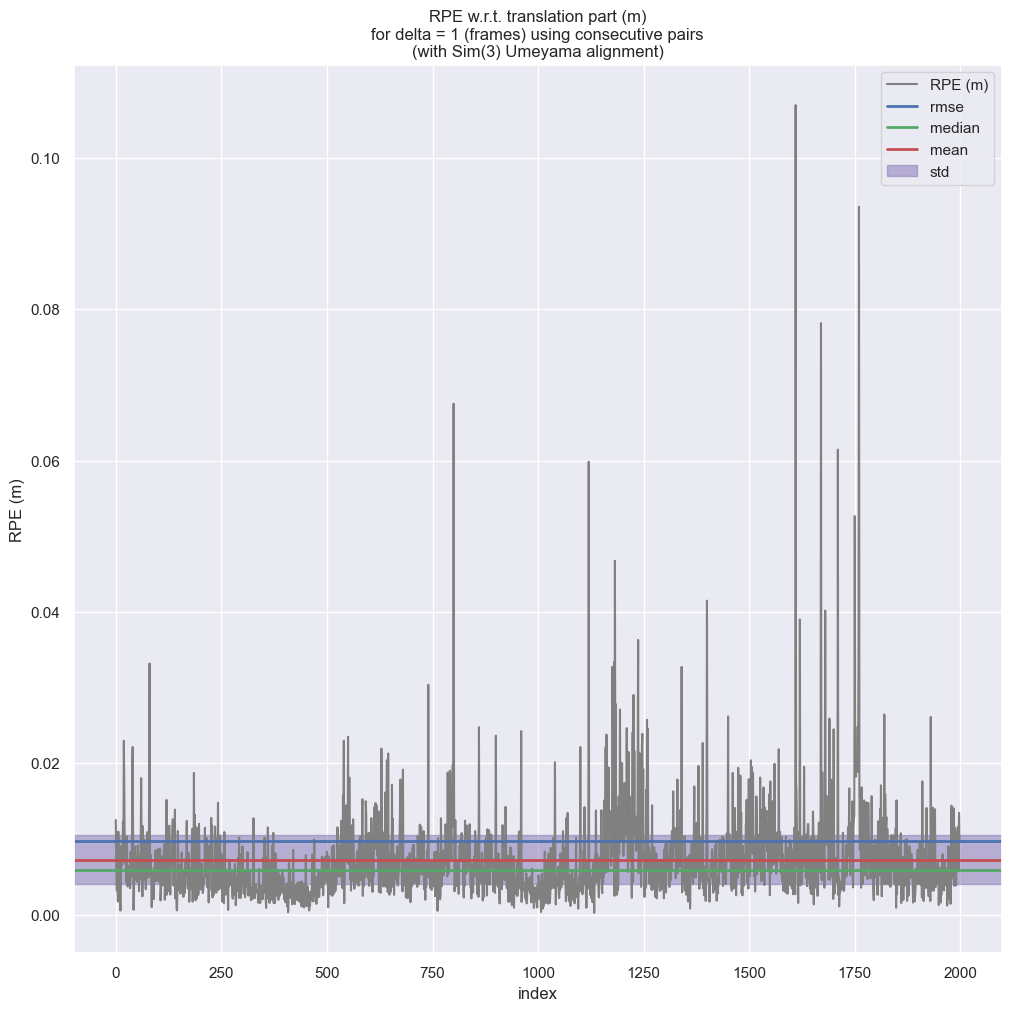 RPE w.r.t. translation part (m)
for delta = 1 (frames) using consecutive pairs
(with Sim(3) Umeyama alignment)
RPE (m)
rmse
median
mean
std
0.10
0.08
0.06
0.04
0.02
0.00
RPE (m)
0
250
500
750
1000
1250
1500
1750
2000
index